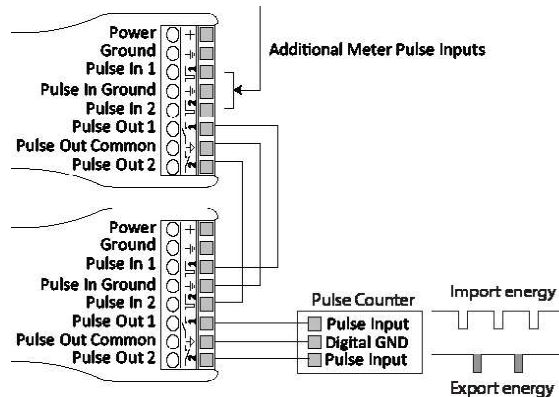 Power
Ground
Pulse In 1
Pulse In Ground
Pulse In 2
Pulse Out 1
Pulse Out Common
Pulse Out 2
Additional Meter Pulse Inputs
Power
Ground
Pulse In 1
Pulse In Ground
Pulse In 2
Pulse Out 1
Pulse Out Common
Pulse Out 2
Pulse Counter
Pulse Input
Digital GND
Pulse Input
Import energy
Export energy